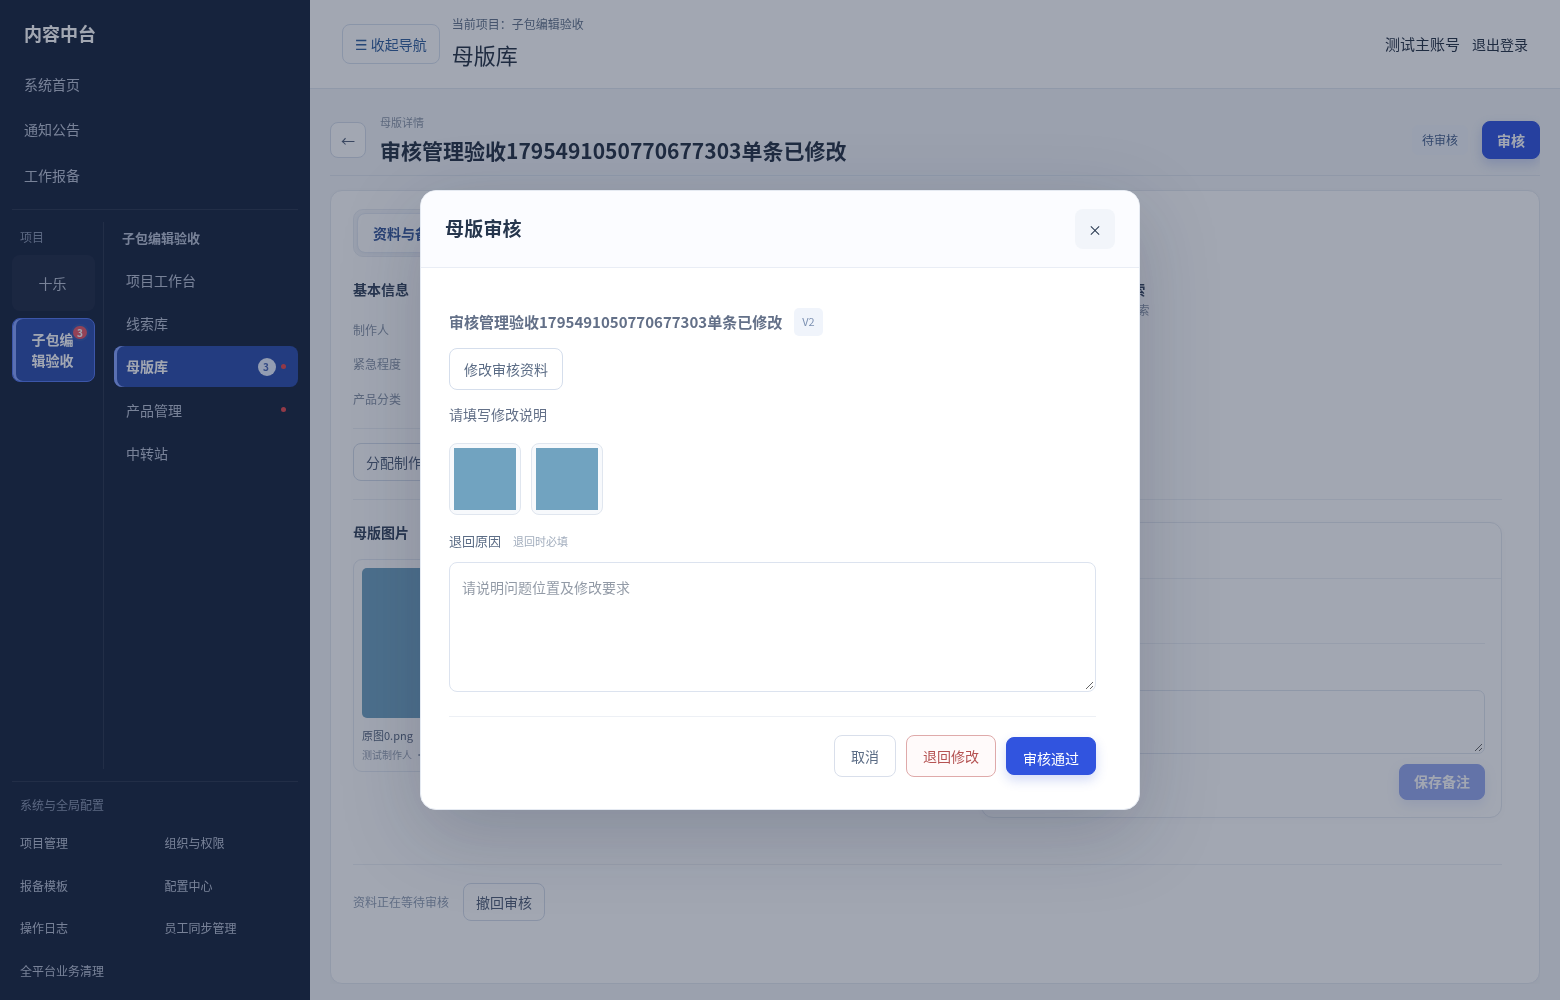 内容中台
系统首页
通知公告
工作报备
项目
十乐
子包编
辑验收
3
子包编辑验收
项目工作台
线索库
母版库
3
产品管理
中转站
系统与全局配置
项目管理
组织与权限
报备模板
配置中心
操作日志
员工同步管理
全平台业务清理
☰ 收起导航
当前项目：子包编辑验收
母版库
测试主账号
退出登录
←
母版详情
审核管理验收1795491050770677303单条已修改
待审核
审核
资料与
基本信息
制作人
紧急程度
产品分类
分配制作
母版图片
原图0.png
测试制作人
索
保存备注
资料正在等待审核
撤回审核
母版审核
×
审核管理验收1795491050770677303单条已修改
V2
修改审核资料
请填写修改说明
退回原因
退回时必填
请说明问题位置及修改要求
取消
退回修改
审核通过